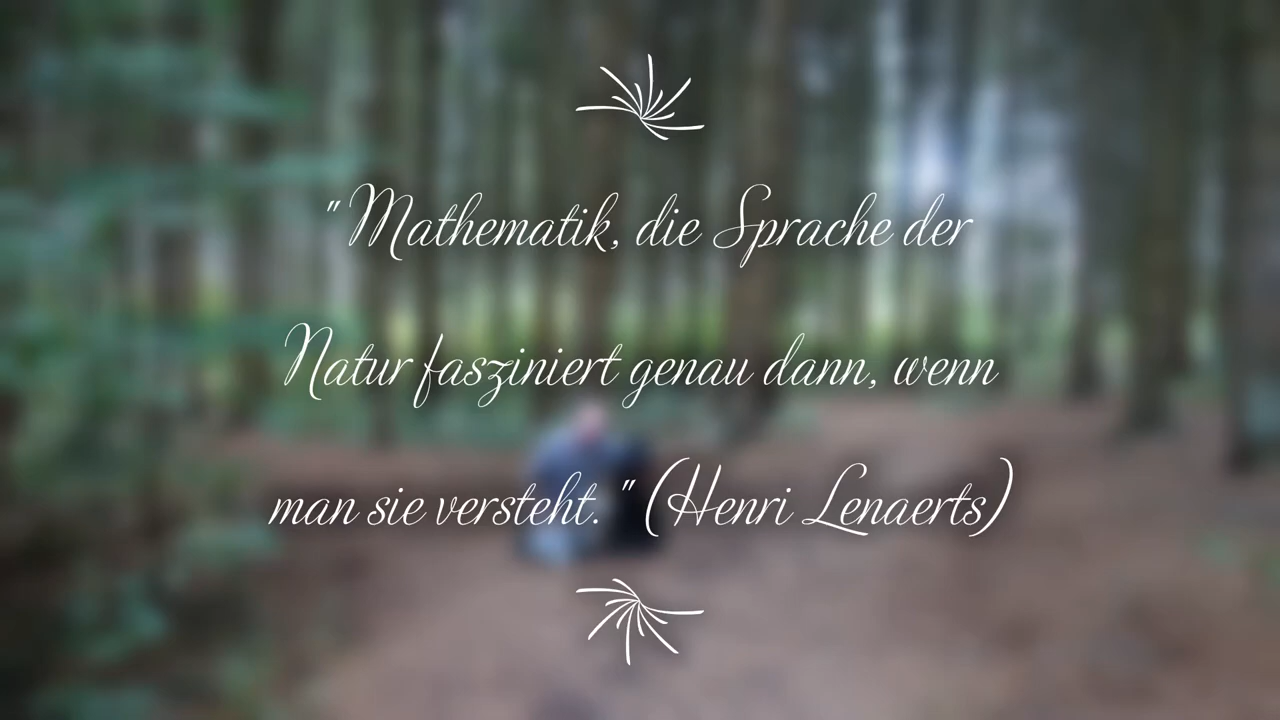 "Mathematik, die Sprache der
Natur fasziniert genau dann, wenn
man sie versteht." (Henri Lenaerts)